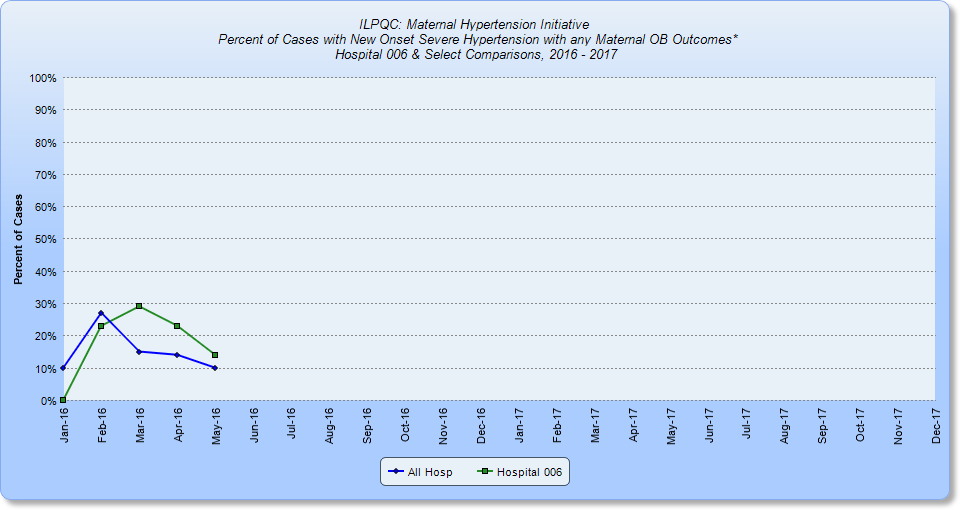 ILPQC: Maternal Hypertension Initiative
Percent of Cases with New Onset Severe Hypertension with any Maternal OB Outcomes*
Hospital 006 & Select Comparisons, 2016 - 2017
100%
90%
80%
70%
60%
50%
40%
30%
20%
10%
0%
Percent of Cases
Jan-16
Feb-16
Mar-16
Apr-16
May-16
Jun-16
Jul-16
Aug-16
Sep-16
Oct-16
Nov-16
Dec-16
Jan-17
Feb-17
Mar-17
Apr-17
May-17
Jun-17
Jul-17
Aug-17
Sep-17
Oct-17
Nov-17
Dec-17
All Hosp
Hospital 006